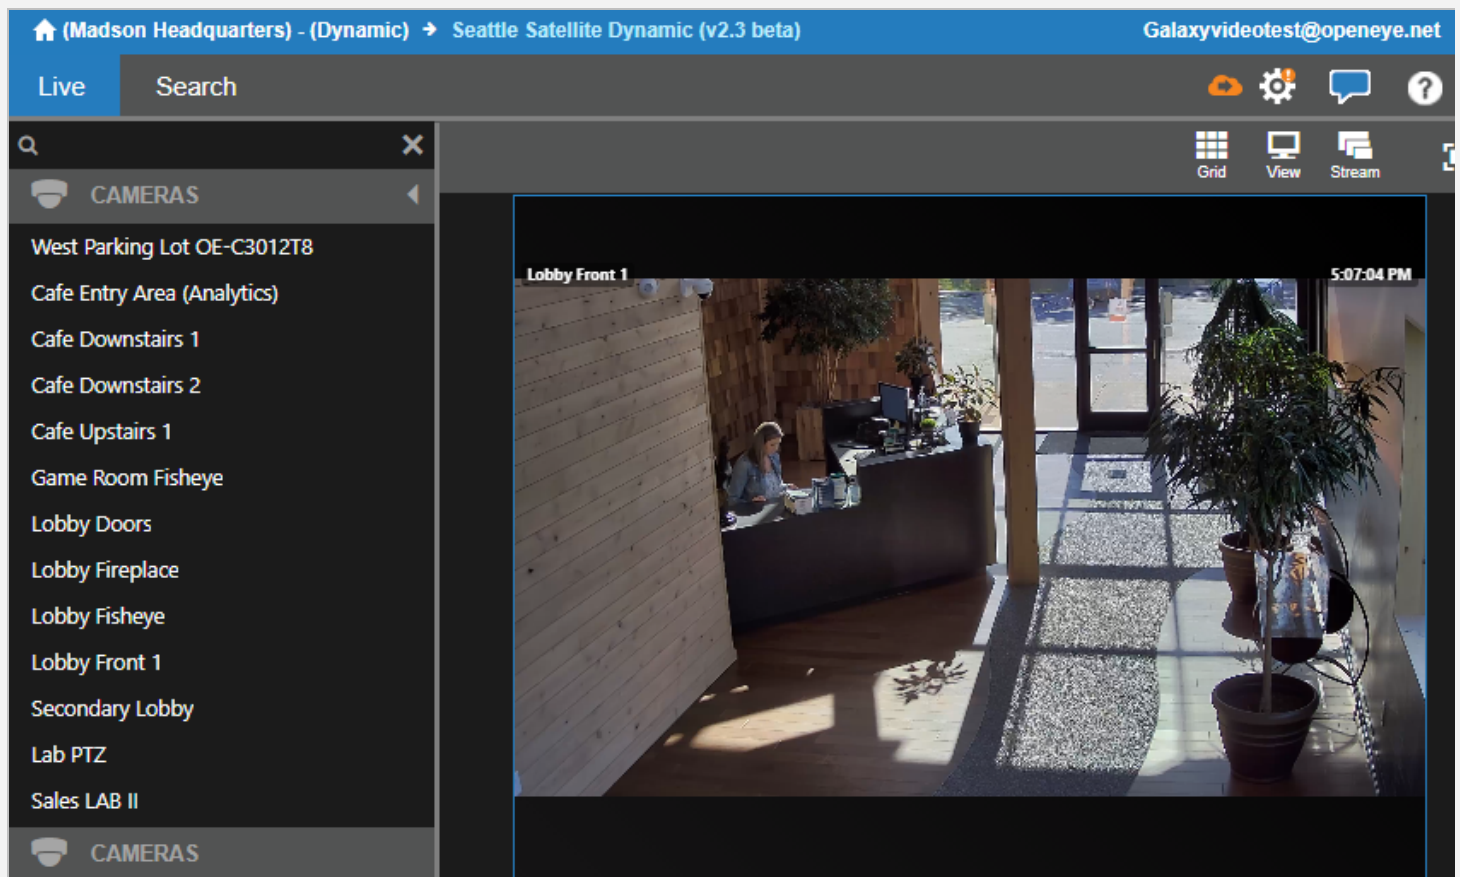 (Madson Headquarters) - (Dynamic) → Seattle Satellite Dynamic (v2.3 beta) Galaxyvideotest@openeye.net
Live Search
CAMERAS
West Parking Lot OE-C3012T8
Cafe Entry Area (Analytics)
Cafe Downstairs 1
Cafe Downstairs 2
Cafe Upstairs 1
Game Room Fisheye
Lobby Doors
Lobby Fireplace
Lobby Fisheye
Lobby Front 1
Secondary Lobby
Lab PTZ
Sales LAB II
CAMERAS
Grid View Stream
Lobby Front 1 5:07:04 PM